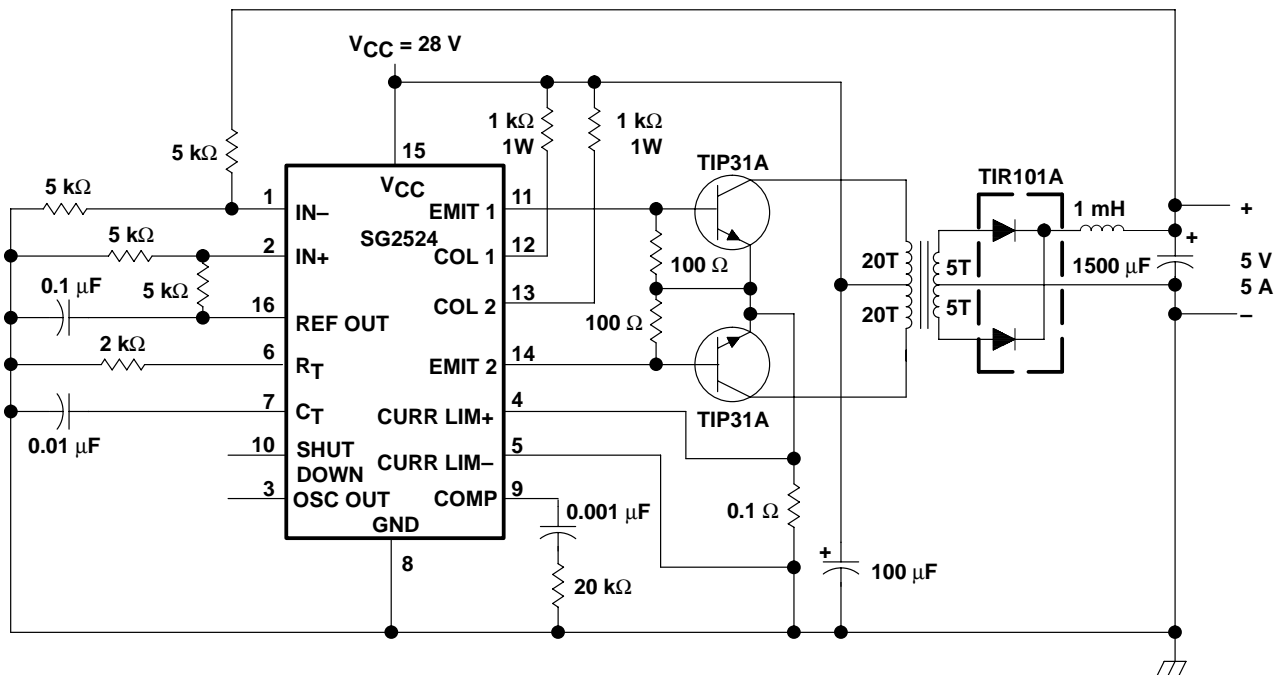 VCC = 28 V
1 kΩ
1W
1 kΩ
1W
5 kΩ
15
TIP31A
TIR101A
VCC
5 kΩ
1
IN–
EMIT 1
11
1 mH
+
SG2524
5 kΩ
2
IN+
COL 1
12
100 Ω
20T
5T
1500 µF
+
5 V
5 A
0.1 µF
5 kΩ
16
REF OUT
COL 2
13
100 Ω
20T
5T
–
2 kΩ
6
RT
EMIT 2
14
7
CT
CURR LIM+
4
TIP31A
0.01 µF
10
SHUT
DOWN
CURR LIM–
5
3
OSC OUT
COMP
9
0.001 µF
0.1 Ω
GND
8
20 kΩ
+
100 µF